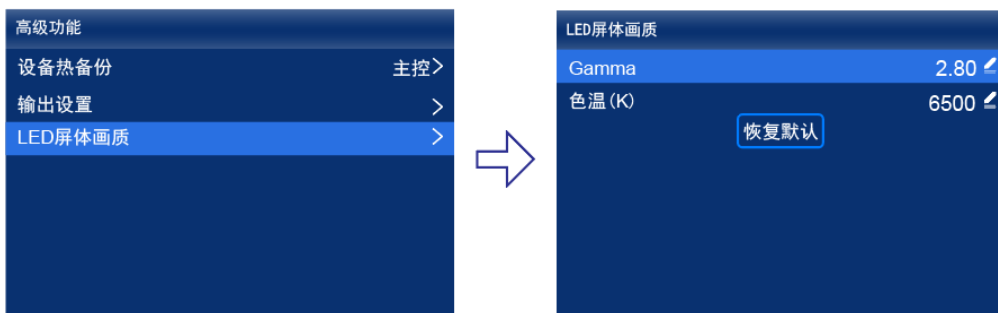 高级功能
设备热备份 主控>
输出设置 >
LED屏体画质 >
LED屏体画质
Gamma 2.80
色温(K) 6500
恢复默认